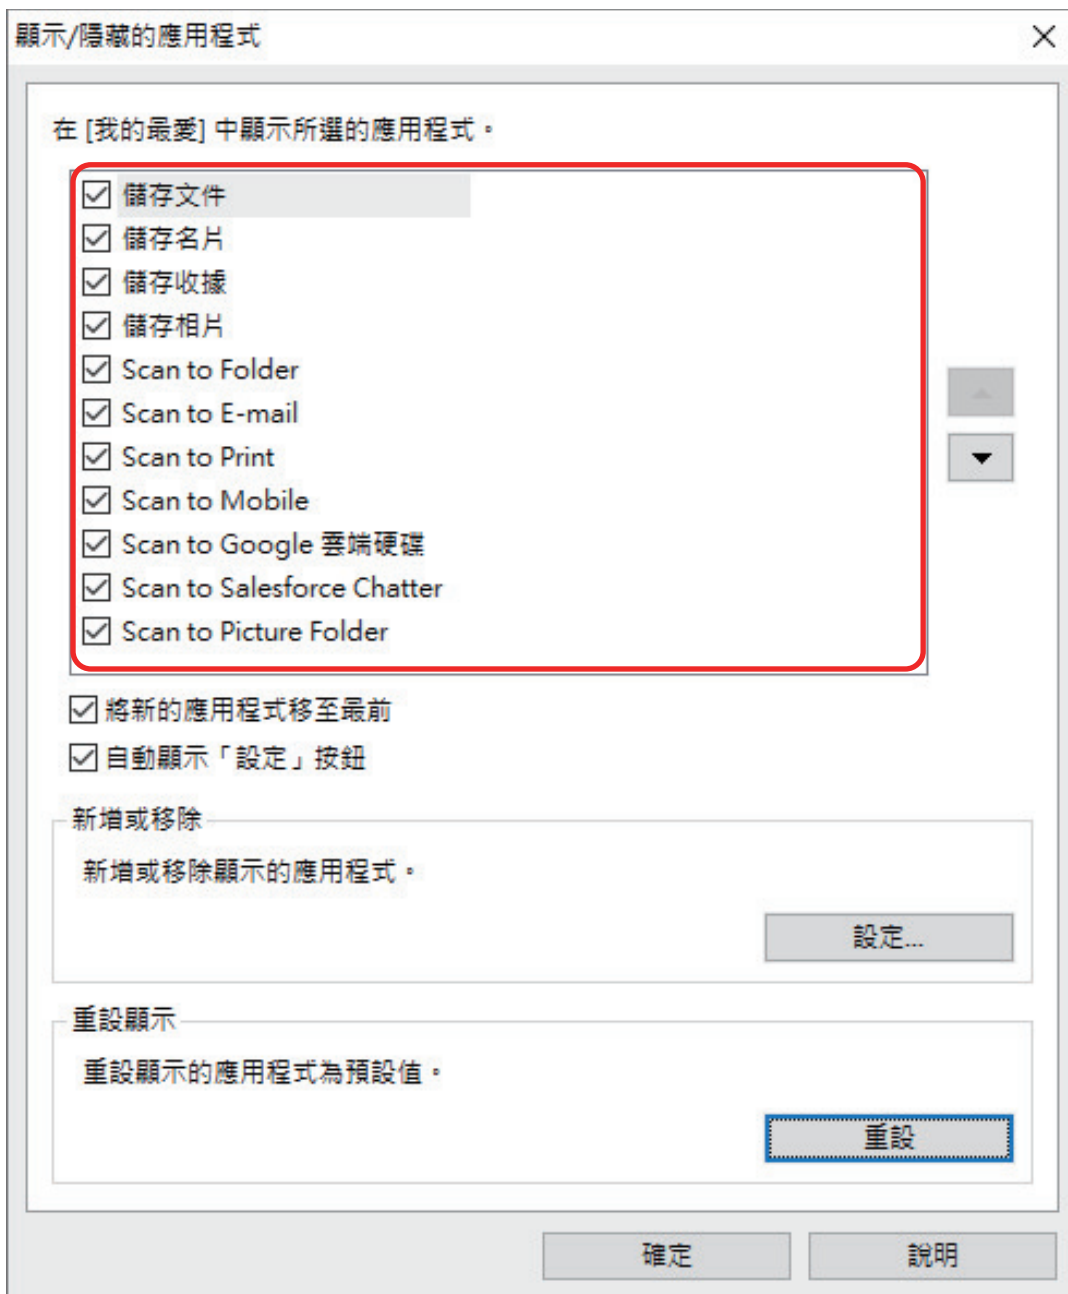 顯示/隱藏的應用程式
在 [我的最愛] 中顯示所選的應用程式。
儲存文件
儲存名片
儲存收據
儲存相片
Scan to Folder
Scan to E-mail
Scan to Print
Scan to Mobile
Scan to Google 雲端硬碟
Scan to Salesforce Chatter
Scan to Picture Folder
將新的應用程式移至最前
自動顯示「設定」按鈕
新增或移除
新增或移除顯示的應用程式。
設定...
重設顯示
重設顯示的應用程式為預設值。
重設
確定
說明